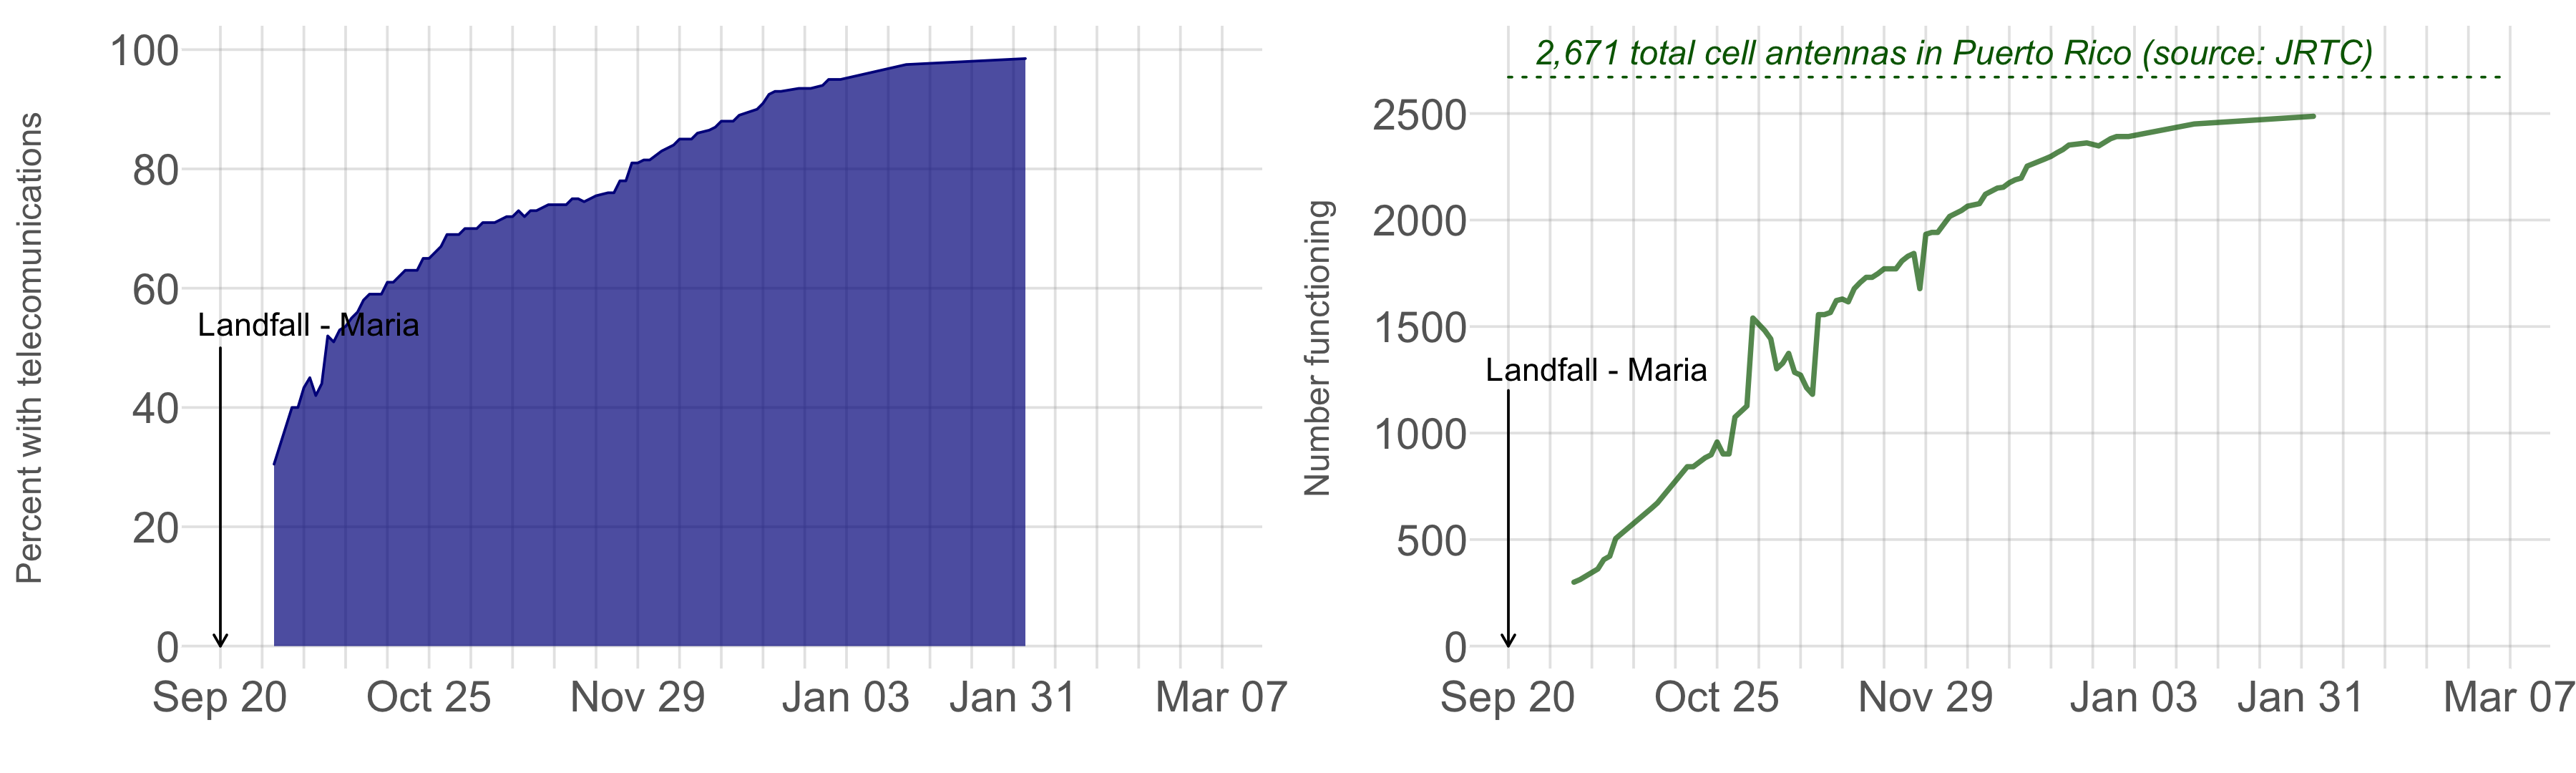 Percent with telecomunications
100
80
60
40
20
0
Landfall - Maria
Sep 20 Oct 25 Nov 29 Jan 03 Jan 31 Mar 07
2,671 total cell antennas in Puerto Rico (source: JRTC)
Number functioning
2500
2000
1500
1000
500
0
Landfall - Maria
Sep 20 Oct 25 Nov 29 Jan 03 Jan 31 Mar 07